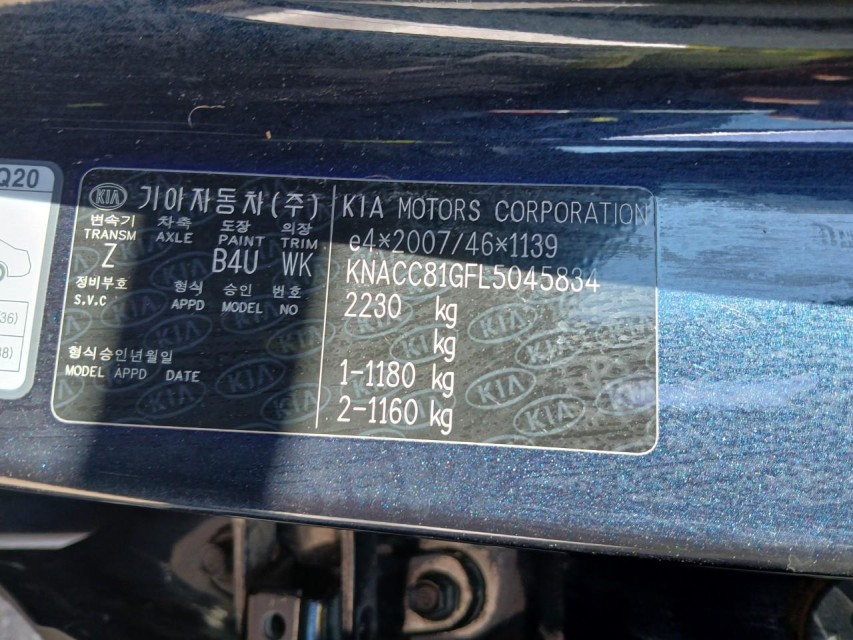 Q20
36)
38)
KIA 기아자동차(주)
변속기 차축 도장 외장
TRANSM AXLE PAINT TRIM
Z B4U WK
정비부호 형식 승인 번호
S.V.C APPD MODEL NO
형식승인년월일
MODEL APPD DATE
KIA MOTORS CORPORATION
e4*2007/46*1139
KNACC81GFL5045834
2230 kg
kg
1-1180 kg
2-1160 kg